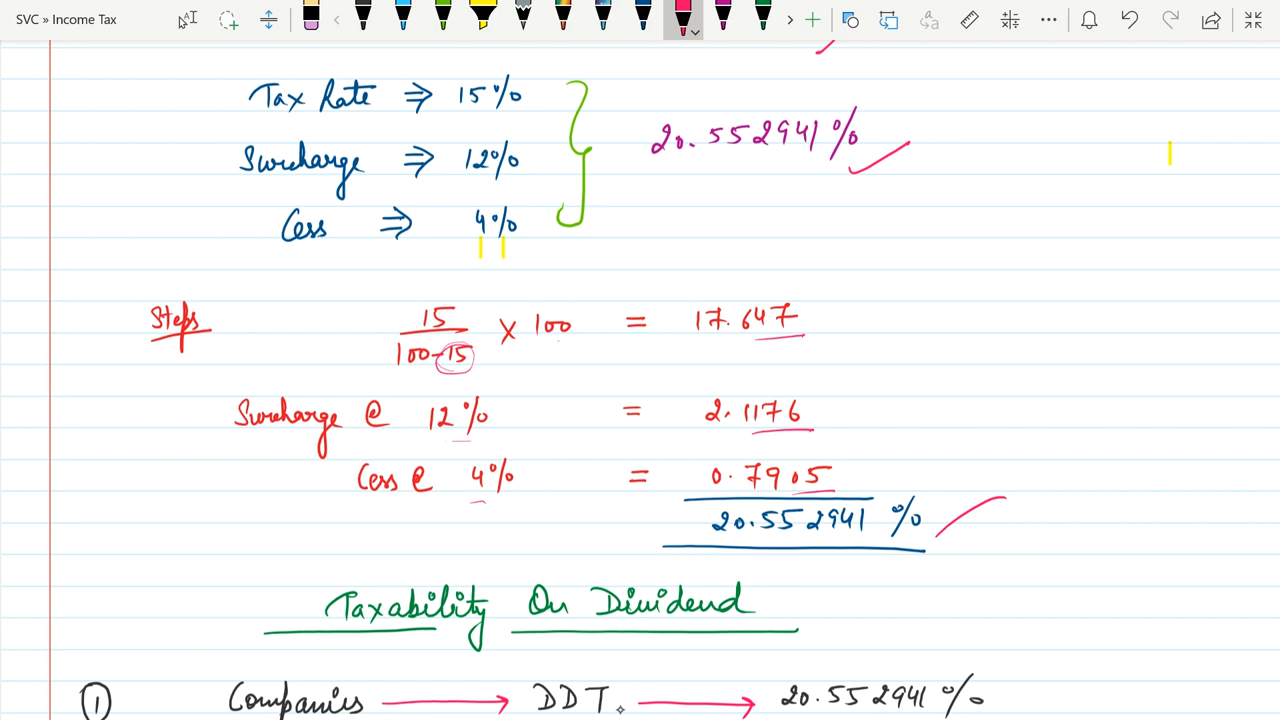 SVC » Income Tax
Tax Rate ⇒ 15%
Surcharge ⇒ 12%
Cess ⇒ 4%
20.552941%
Steps 15/(100-15) × 100 = 17.647
Surcharge @ 12% = 2.1176
Cess @ 4% = 0.7905
20.552941 %
Taxability On Dividend
① Companies → DDT. → 20.552941%